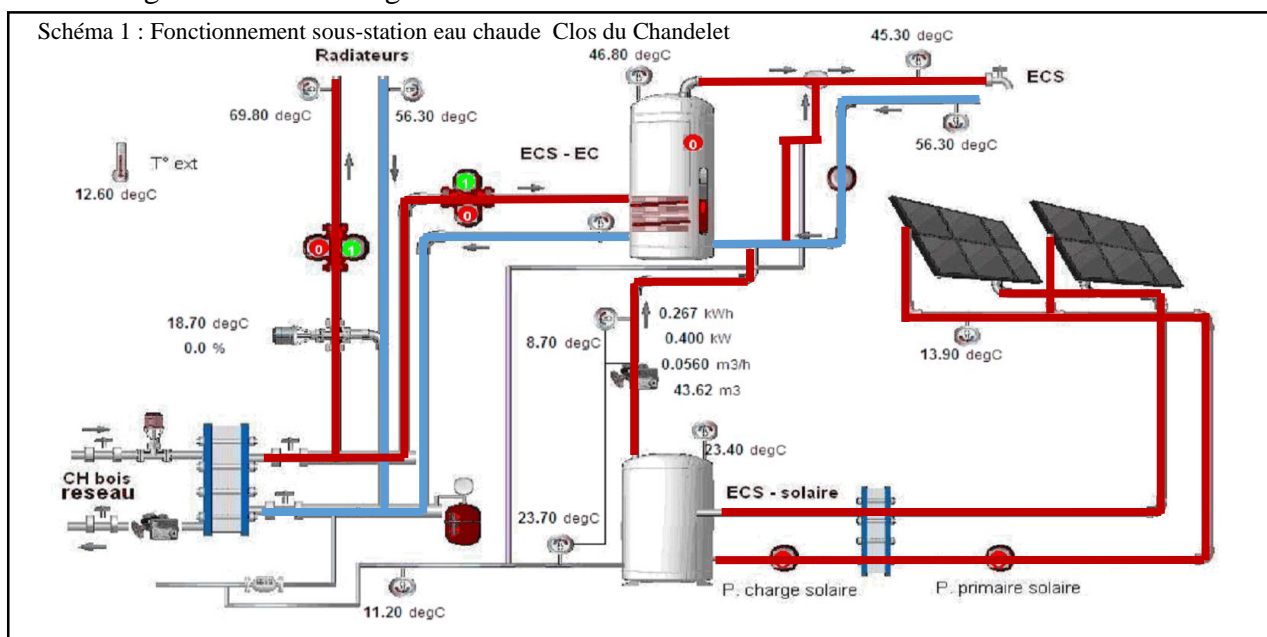 Schéma 1 : Fonctionnement sous-station eau chaude Clos du Chandelet
Radiateurs
46.80 degC
45.30 degC
ECS
69.80 degC
56.30 degC
56.30 degC
T° ext
12.60 degC
ECS - EC
1
0
0
0
1
18.70 degC
0.0 %
8.70 degC
0.267 kWh
0.400 kW
0.0560 m3/h
43.62 m3
13.90 degC
23.40 degC
CH bois
reseau
ECS - solaire
23.70 degC
P. charge solaire
P. primaire solaire
11.20 degC